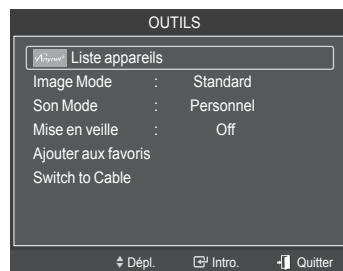 OUTILS
Anynet+ Liste appareils
Image Mode : Standard
Son Mode : Personnel
Mise en veille : Off
Ajouter aux favoris
Switch to Cable
Dépl. Intro. Quitter